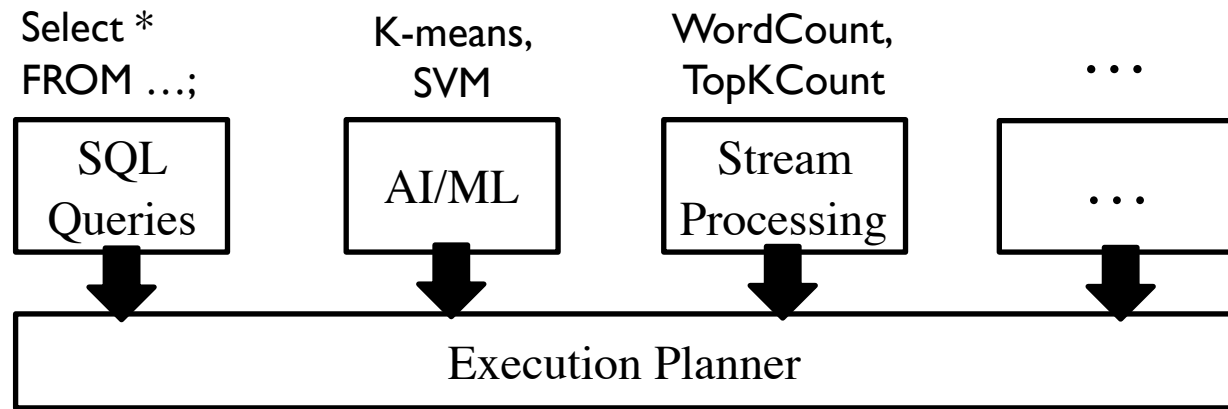 Select *
FROM …;
K-means,
SVM
WordCount,
TopKCount
…
SQL
Queries
AI/ML
Stream
Processing
…
Execution Planner